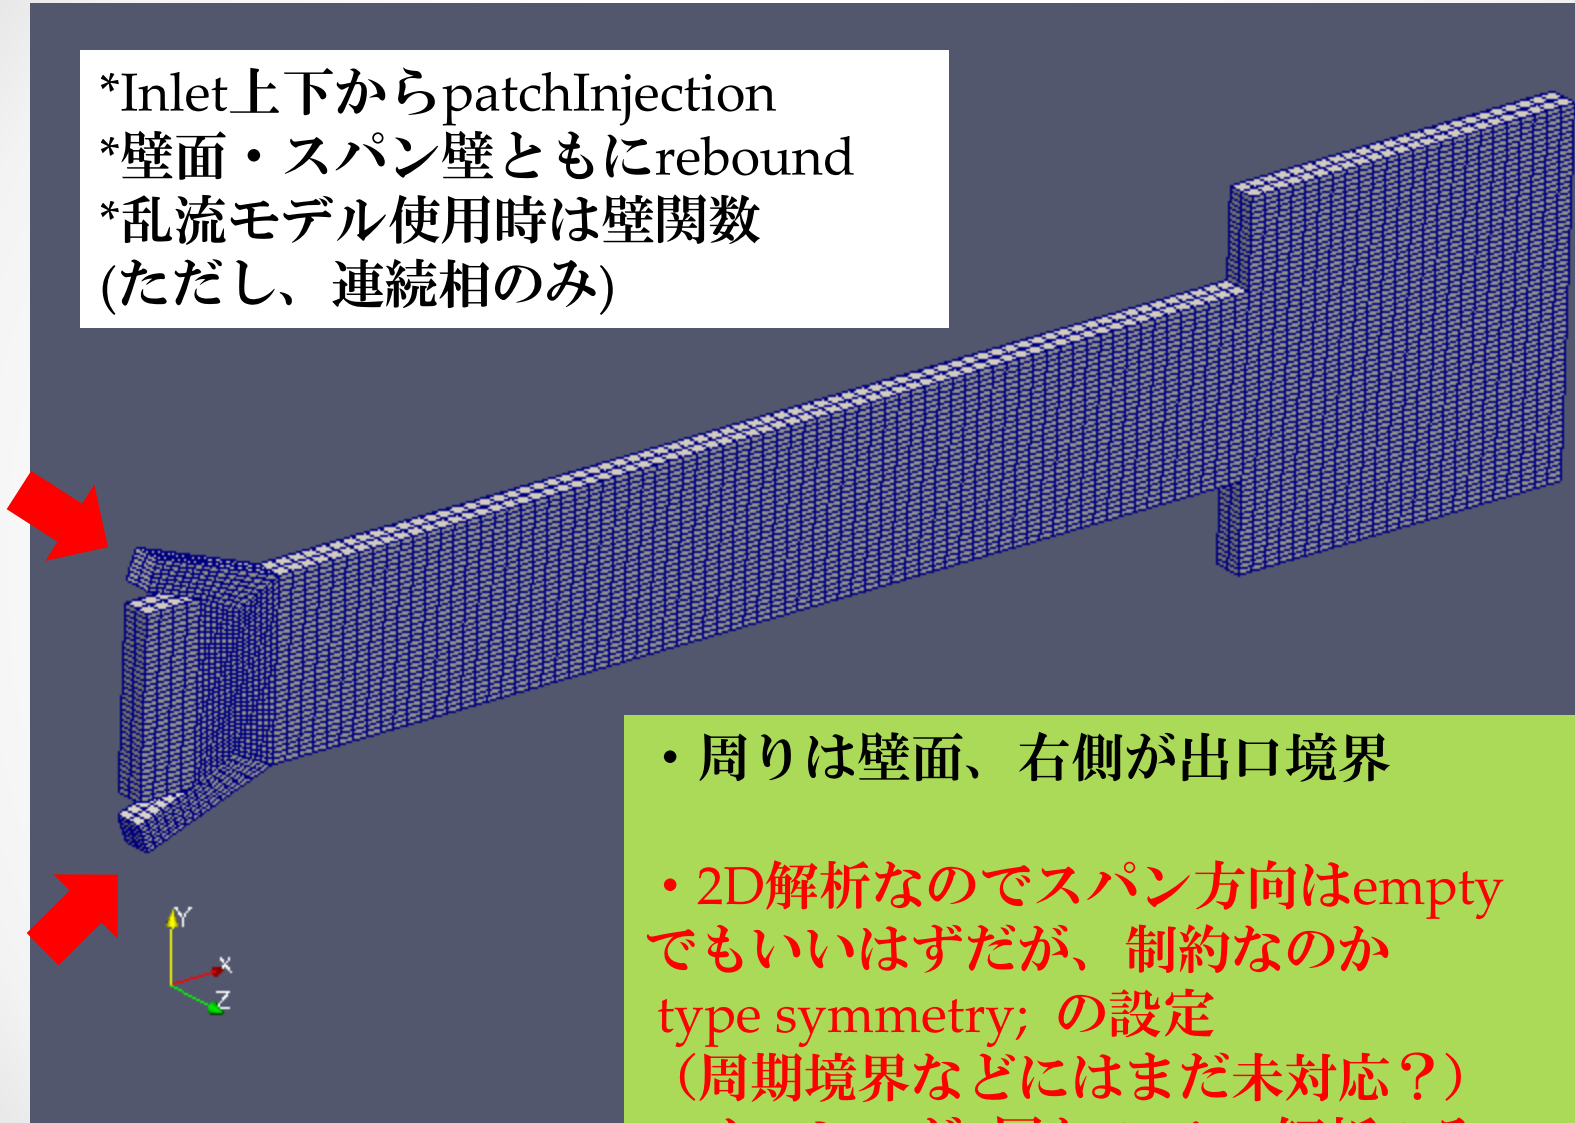 *Inlet上下からpatchInjection
*壁面・スパン壁ともにrebound
*乱流モデル使用時は壁関数
(ただし、連続相のみ)
・周りは壁面、右側が出口境界
・2D解析なのでスパン方向はempty
でもいいはずだが、制約なのか
type symmetry; の設定
（周期境界などにはまだ未対応？）
Y
X
Z